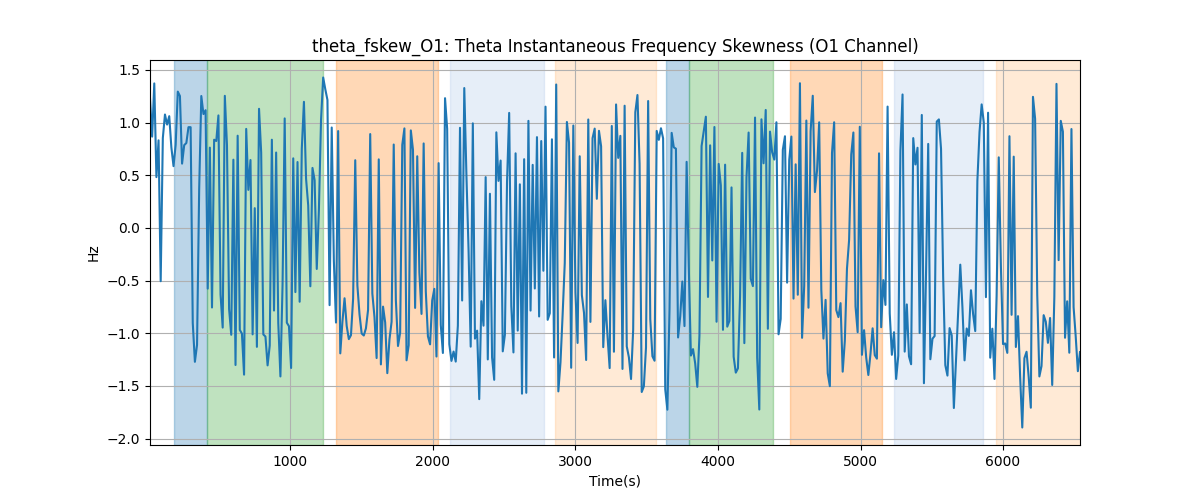 theta_fskew_O1: Theta Instantaneous Frequency Skewness (O1 Channel)
1.5
1.0
0.5
0.0
−0.5
−1.0
−1.5
−2.0
Hz
1000 2000 3000 4000 5000 6000
Time(s)